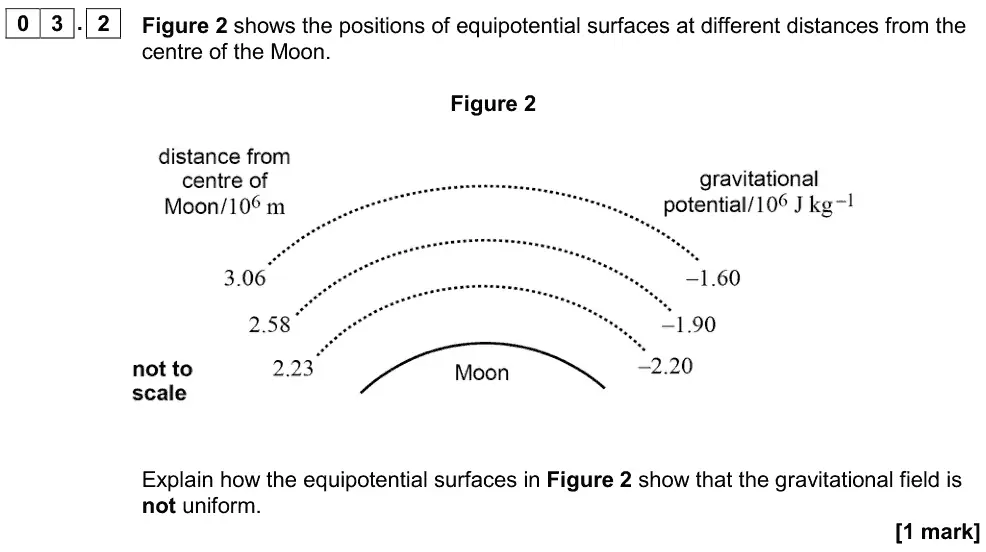 0 3 . 2 Figure 2 shows the positions of equipotential surfaces at different distances from the
centre of the Moon.
Figure 2
distance from
centre of
Moon/10⁶ m
gravitational
potential/10⁶ J kg⁻¹
3.06
−1.60
2.58
−1.90
2.23
−2.20
Moon
not to
scale
Explain how the equipotential surfaces in Figure 2 show that the gravitational field is
not uniform.
[1 mark]